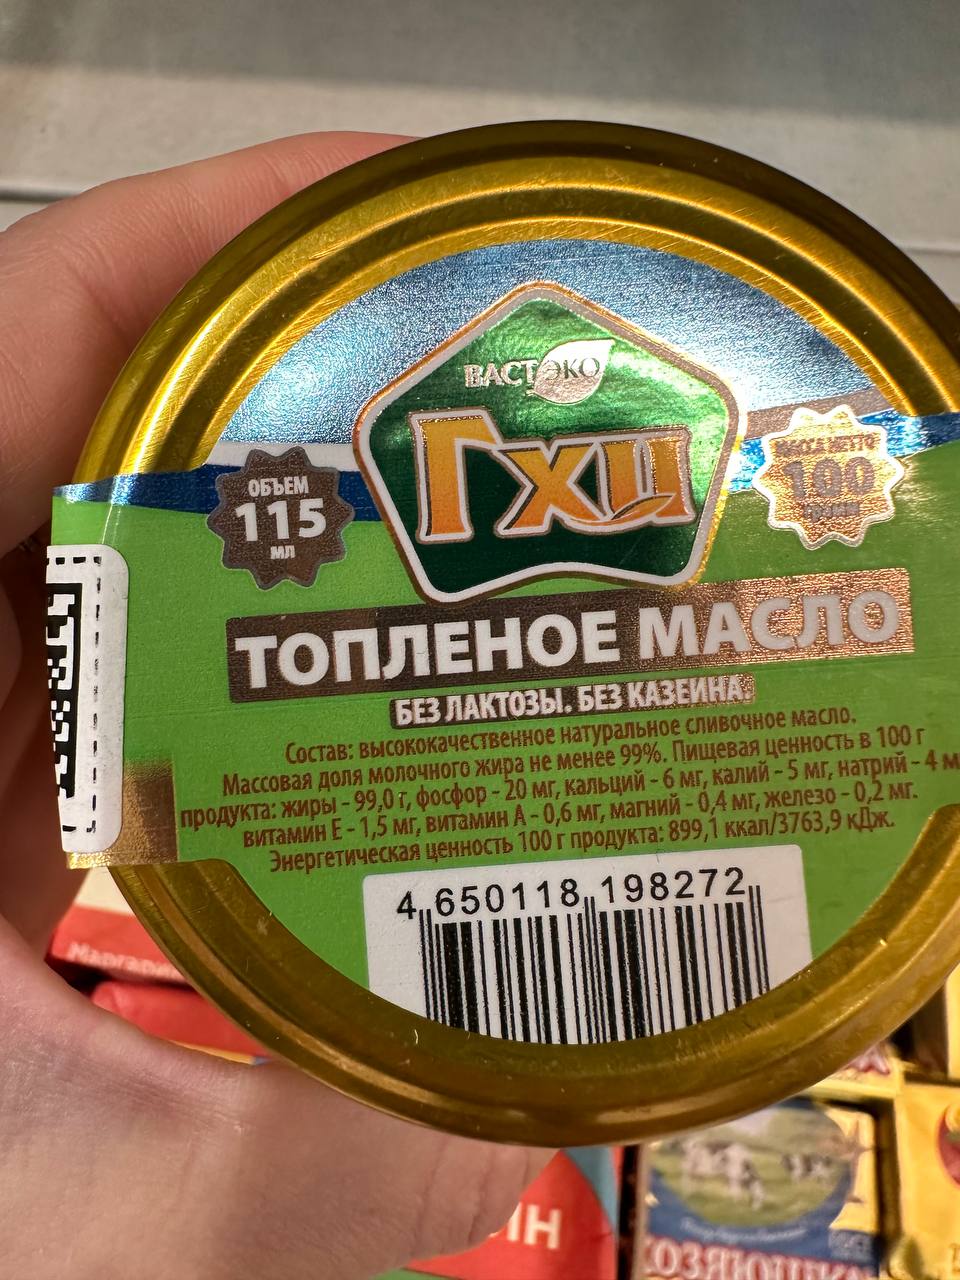 ВАСТЭКО
Гхи
ОБЪЕМ
115
мл
МАССА НЕТТО
100
грамм
ТОПЛЕНОЕ МАСЛО
БЕЗ ЛАКТОЗЫ. БЕЗ КАЗЕИНА.
Состав: высококачественное натуральное сливочное масло.
Массовая доля молочного жира не менее 99%. Пищевая ценность в 100 г
продукта: жиры - 99,0 г, фосфор - 20 мг, кальций - 6 мг, калий - 5 мг, натрий - 4 м
витамин Е - 1,5 мг, витамин А - 0,6 мг, магний - 0,4 мг, железо - 0,2 мг.
Энергетическая ценность 100 г продукта: 899,1 ккал/3763,9 кДж.
4 650118 198272
Маргари
ИН